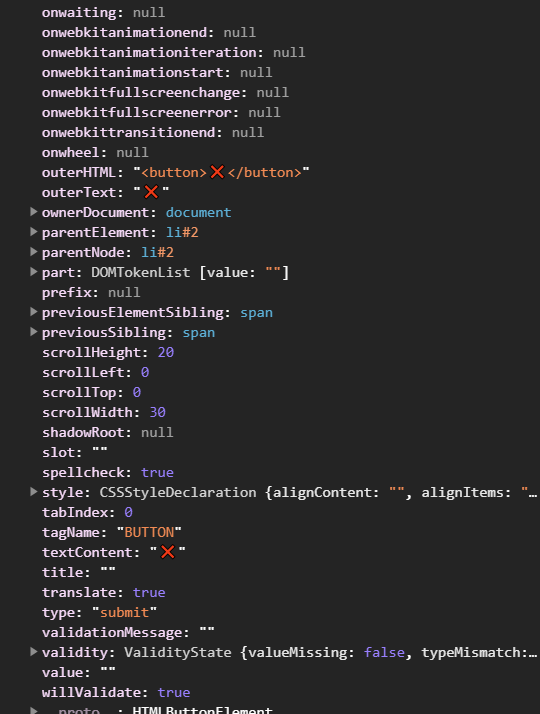 onwaiting: null
onwebkitanimationend: null
onwebkitanimationiteration: null
onwebkitanimationstart: null
onwebkitfullscreenchange: null
onwebkitfullscreenerror: null
onwebkittransitionend: null
onwheel: null
outerHTML: "<button>❌</button>"
outerText: "❌"
ownerDocument: document
parentElement: li#2
parentNode: li#2
part: DOMTokenList [value: ""]
prefix: null
previousElementSibling: span
previousSibling: span
scrollHeight: 20
scrollLeft: 0
scrollTop: 0
scrollWidth: 30
shadowRoot: null
slot: ""
spellcheck: true
style: CSSStyleDeclaration {alignContent: "", alignItems: "…
tabIndex: 0
tagName: "BUTTON"
textContent: "❌"
title: ""
translate: true
type: "submit"
validationMessage: ""
validity: ValidityState {valueMissing: false, typeMismatch:…
value: ""
willValidate: true
__proto__: HTMLButtonElement